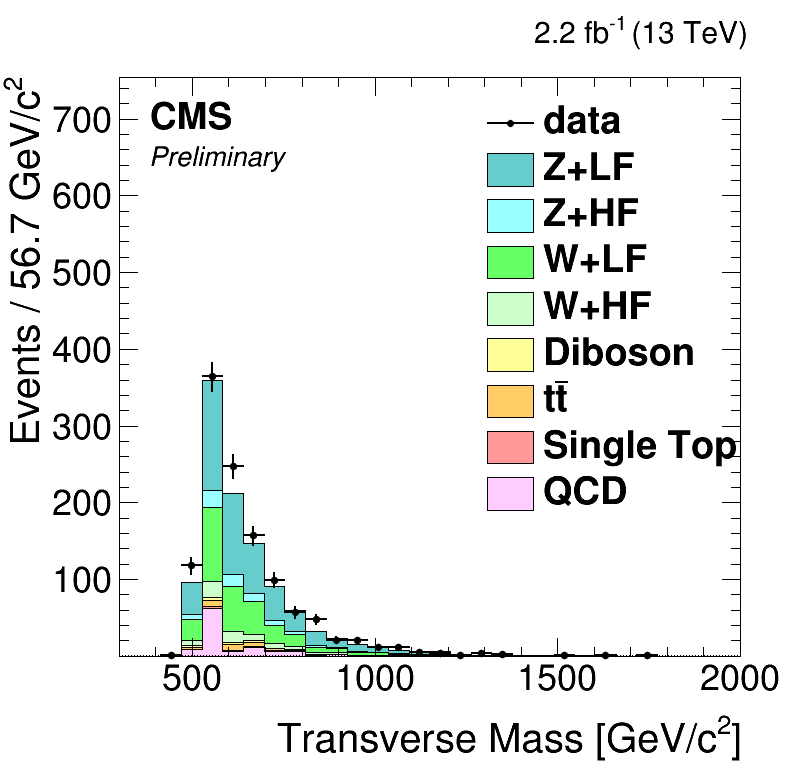 2.2 fb⁻¹ (13 TeV)
Events / 56.7 GeV/c²
CMS
Preliminary
data
Z+LF
Z+HF
W+LF
W+HF
Diboson
tt̄
Single Top
QCD
700
600
500
400
300
200
100
500
1000
1500
2000
Transverse Mass [GeV/c²]